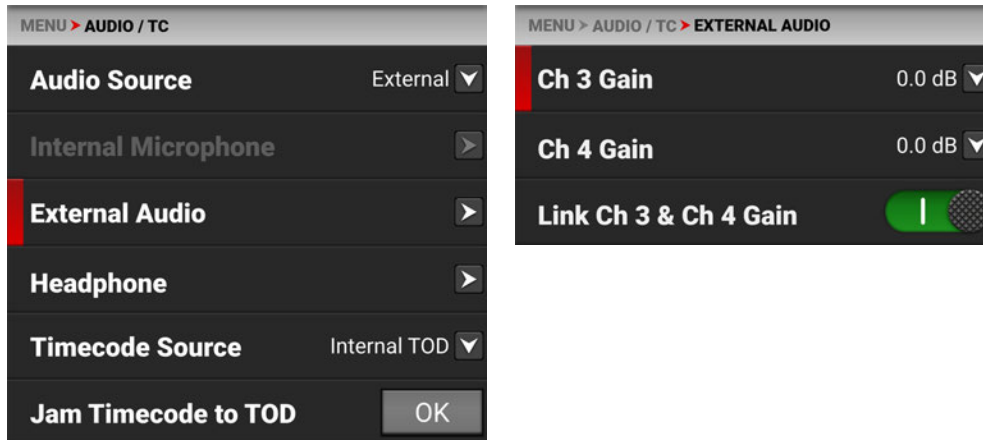 MENU > AUDIO / TC
Audio Source External
Internal Microphone
External Audio
Headphone
Timecode Source Internal TOD
Jam Timecode to TOD OK
MENU > AUDIO / TC > EXTERNAL AUDIO
Ch 3 Gain 0.0 dB
Ch 4 Gain 0.0 dB
Link Ch 3 & Ch 4 Gain